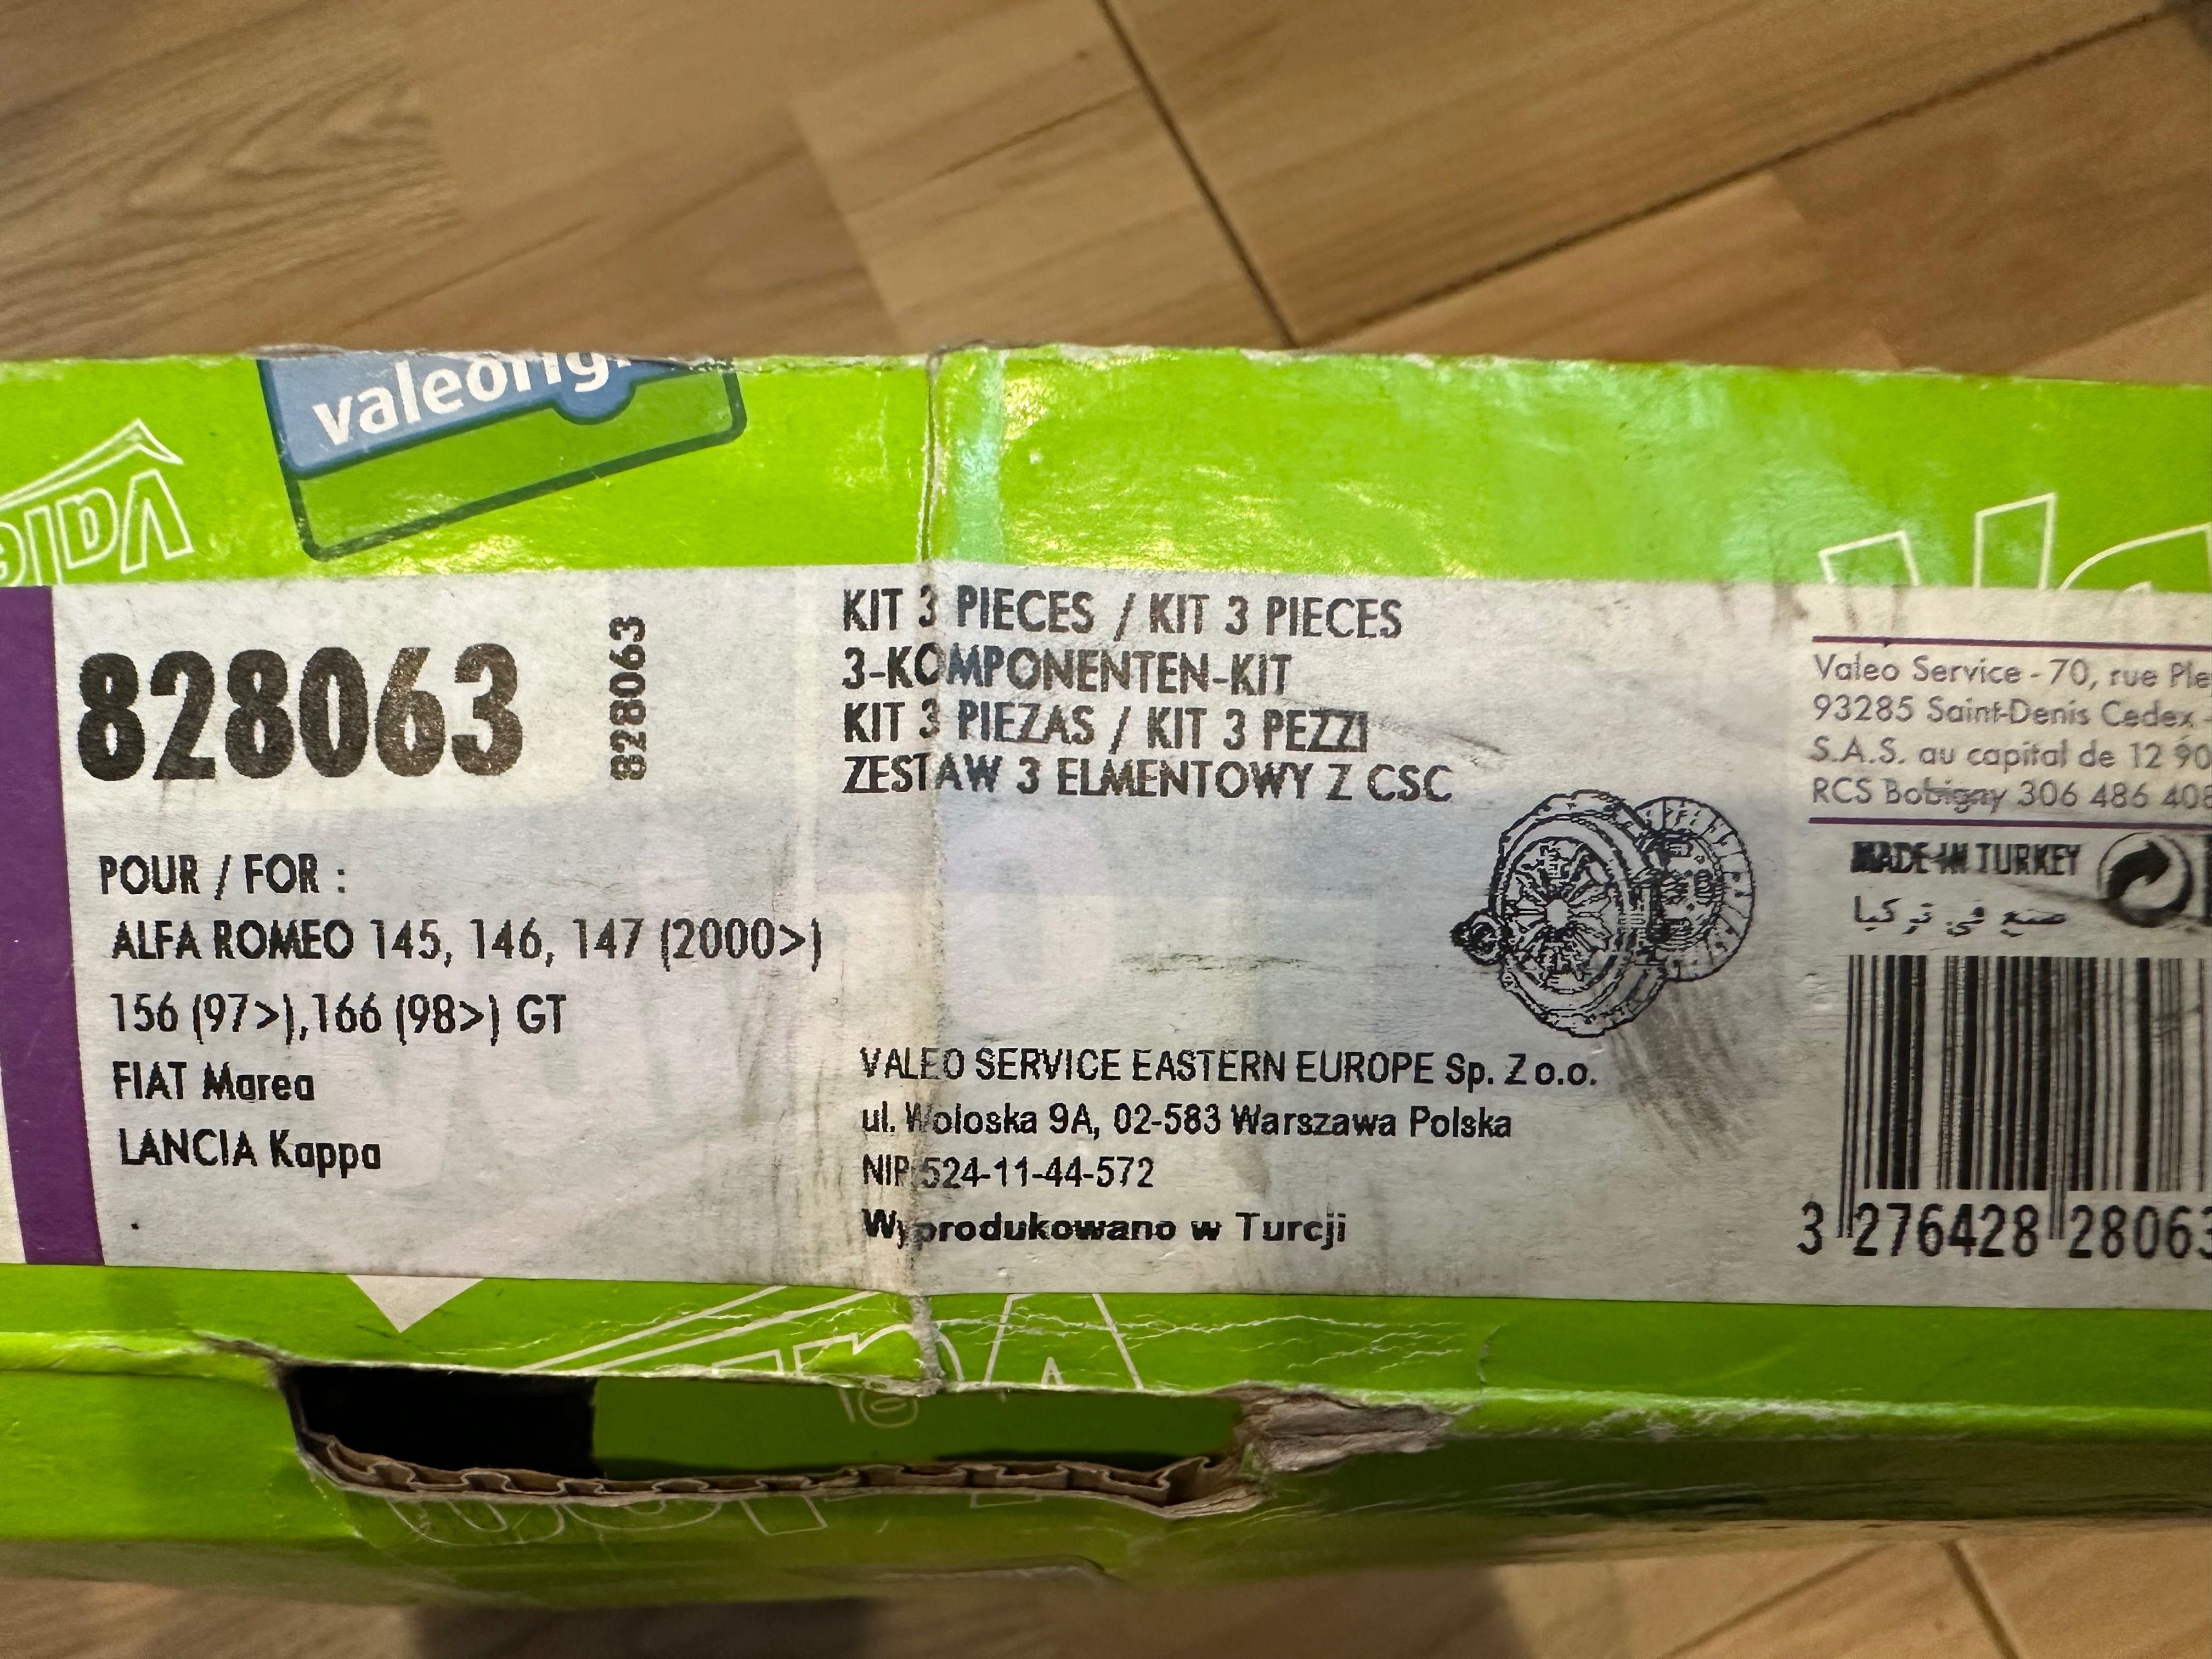 828063
828063
KIT 3 PIECES / KIT 3 PIECES
3-KOMPONENTEN-KIT
KIT 3 PIEZAS / KIT 3 PEZZI
ZESTAW 3 ELMENTOWY Z CSC
POUR / FOR :
ALFA ROMEO 145, 146, 147 (2000>)
156 (97>),166 (98>) GT
FIAT Marea
LANCIA Kappa
VALEO SERVICE EASTERN EUROPE Sp. Z o.o.
ul. Woloska 9A, 02-583 Warszawa Polska
NIP 524-11-44-572
Wyprodukowano w Turcji
Valeo Service - 70, rue
93285 Saint-Denis Cedex -
S.A.S. au capital de 12
RCS Bobigny 306 486 408
MADE IN TURKEY
صنع في تركيا
3 276428 28063